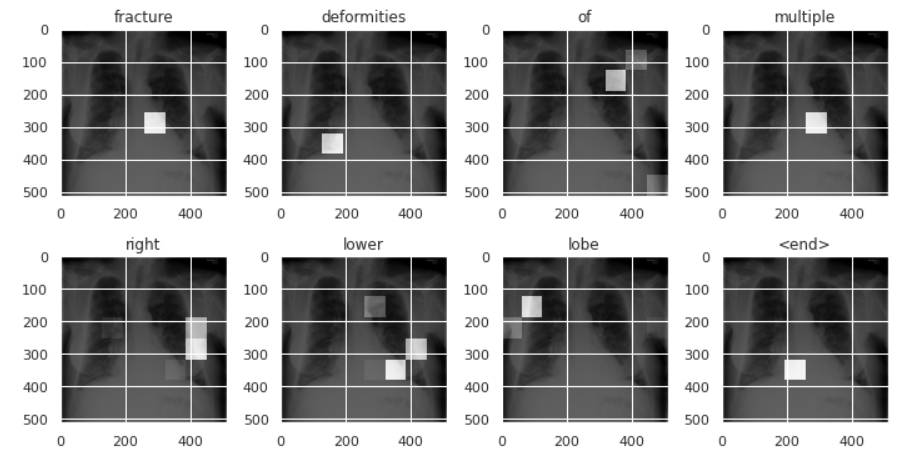 fracture deformities of multiple
0 0 0 0
100 100 100 100
200 200 200 200
300 300 300 300
400 400 400 400
500 500 500 500
0 200 400 0 200 400 0 200 400 0 200 400
right lower lobe <end>
0 0 0 0
100 100 100 100
200 200 200 200
300 300 300 300
400 400 400 400
500 500 500 500
0 200 400 0 200 400 0 200 400 0 200 400